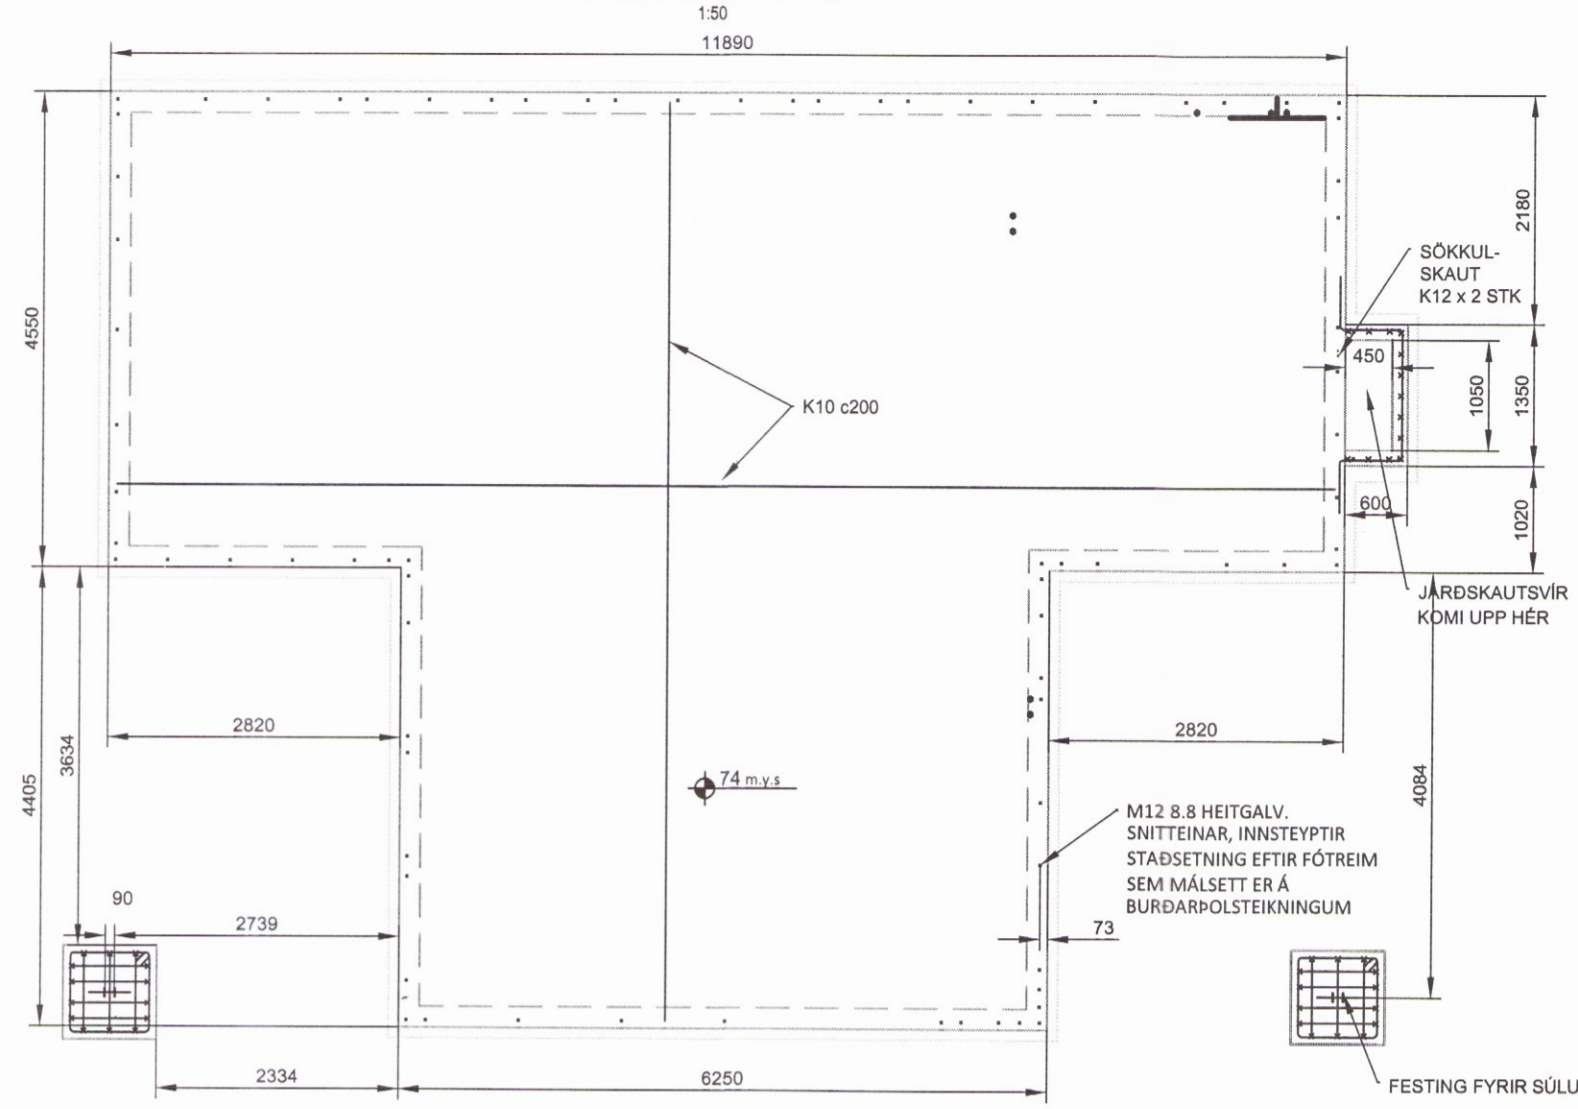 1:50
11890
4550
2180
SÖKKUL-
SKAUT
K12 x 2 STK
450
1050
1350
K10 c200
600
1020
JARÐSKAUTSVÍR
KOMI UPP HÉR
2820
2820
3634
4405
4084
74 m.y.s
M12 8.8 HEITGALV.
SNITTEINAR, INNSTEYPTIR
STAÐSETNING EFTIR FÓTREIM
SEM MÁLSETT ER Á
BURÐARÞOLSTEIKNINGUM
90
2739
73
2334
6250
FESTING FYRIR SÚLU